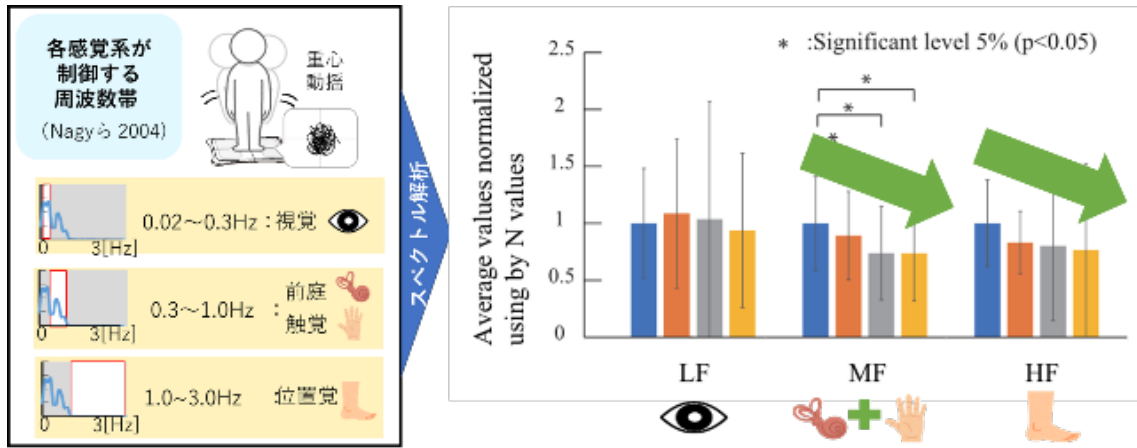 各感覚系が
制御する
周波数帯
（Nagyら 2004）
重心
動揺
0
3[Hz]
0.02～0.3Hz：視覚
0
3[Hz]
0.3～1.0Hz：
前庭
触覚
0
3[Hz]
1.0~3.0Hz
:位置覚
スペクトル解析
* :Significant level 5% (p<0.05)
Average values normalized
using by N values
2.5
2
1.5
1
0.5
0
*
*
*
LF
MF
HF